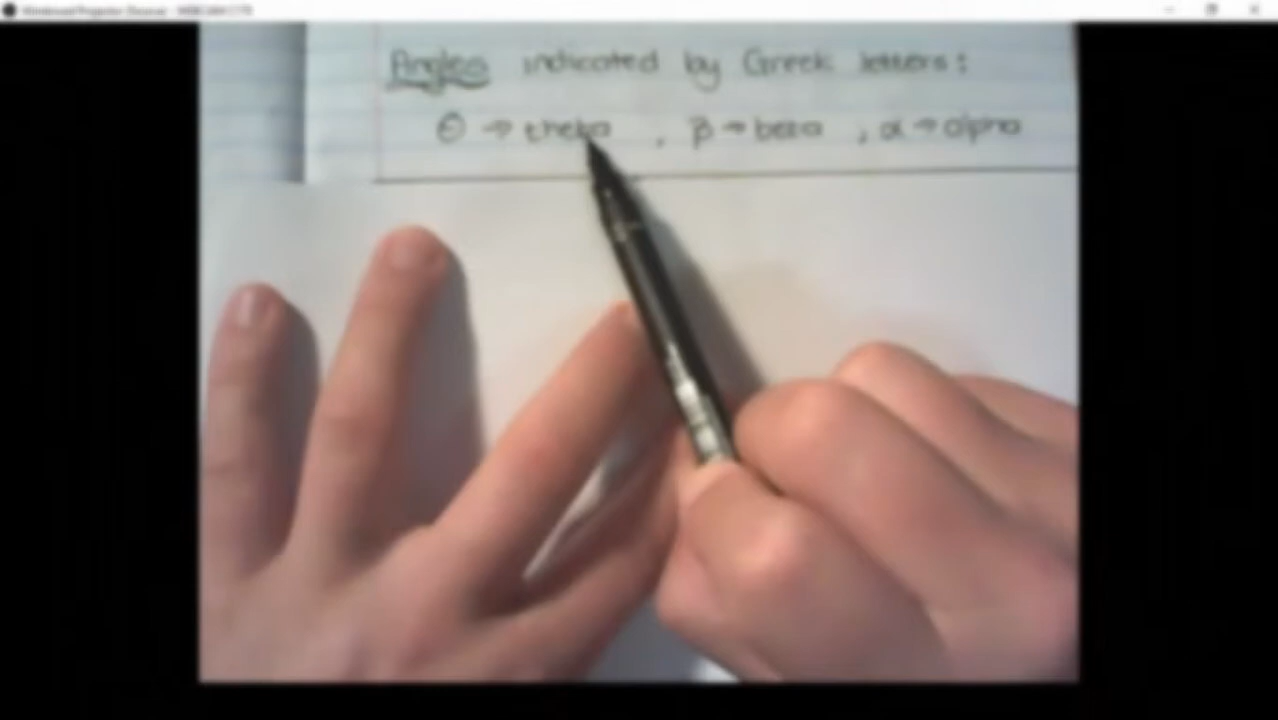 Angles indicated by Greek letters:
θ → theta , β → beta , α → alpha